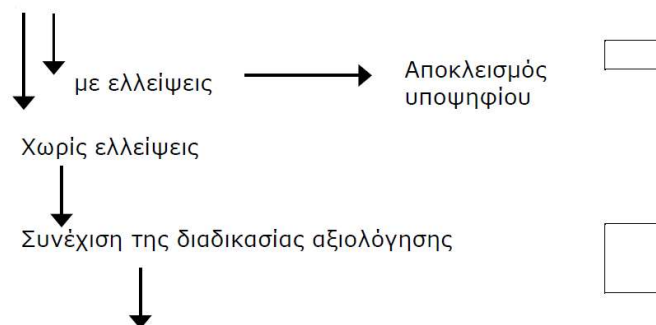 με ελλείψεις
Αποκλεισμός
υποψηφίου
Χωρίς ελλείψεις
Συνέχιση της διαδικασίας αξιολόγησης